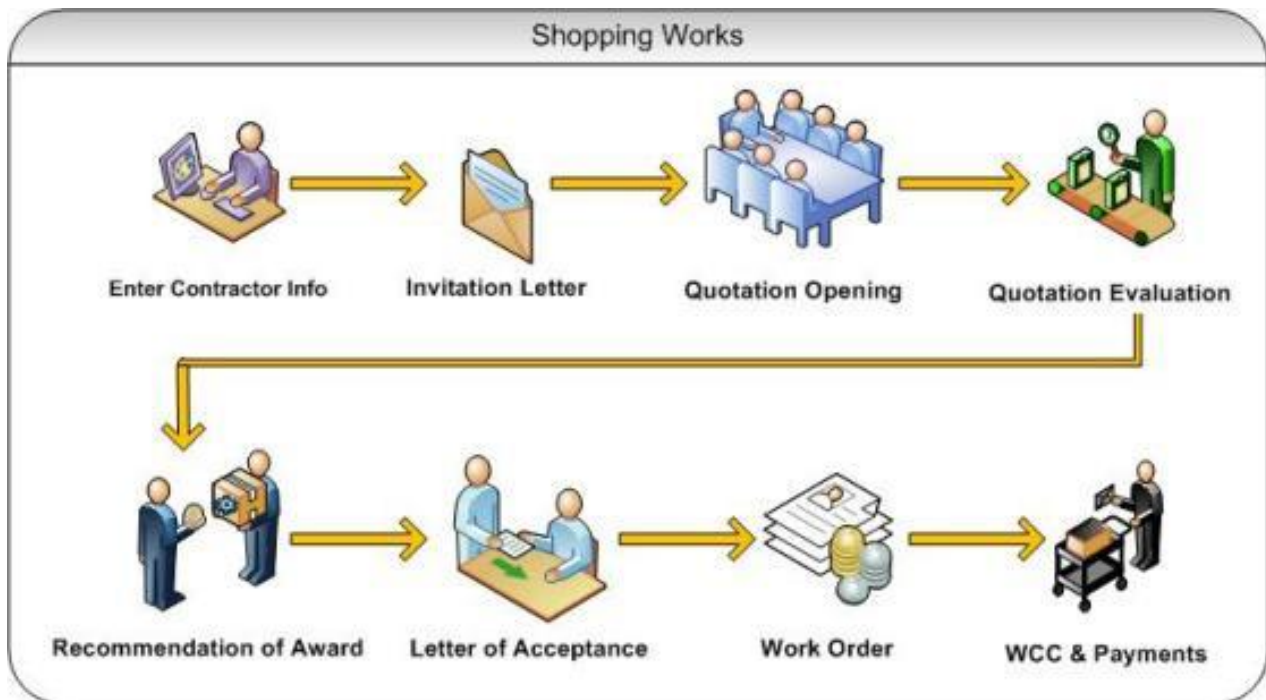 Shopping Works
Enter Contractor Info
Invitation Letter
Quotation Opening
Quotation Evaluation
Recommendation of Award
Letter of Acceptance
Work Order
WCC & Payments